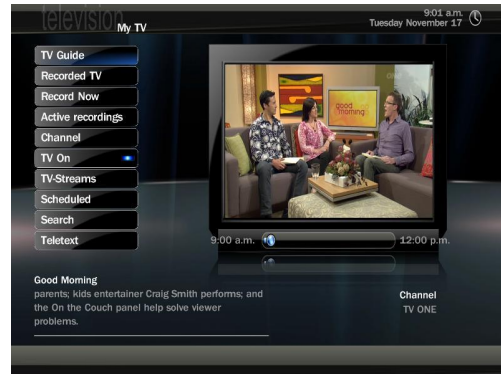 television
My TV
9:01 a.m.
Tuesday November 17
TV Guide
Recorded TV
Record Now
Active recordings
Channel
TV On
TV-Streams
Scheduled
Search
Teletext
ONE
good
morning
9:00 a.m.
12:00 p.m.
Good Morning
parents; kids entertainer Craig Smith performs; and
the On the Couch panel help solve viewer
problems.
Channel
TV ONE